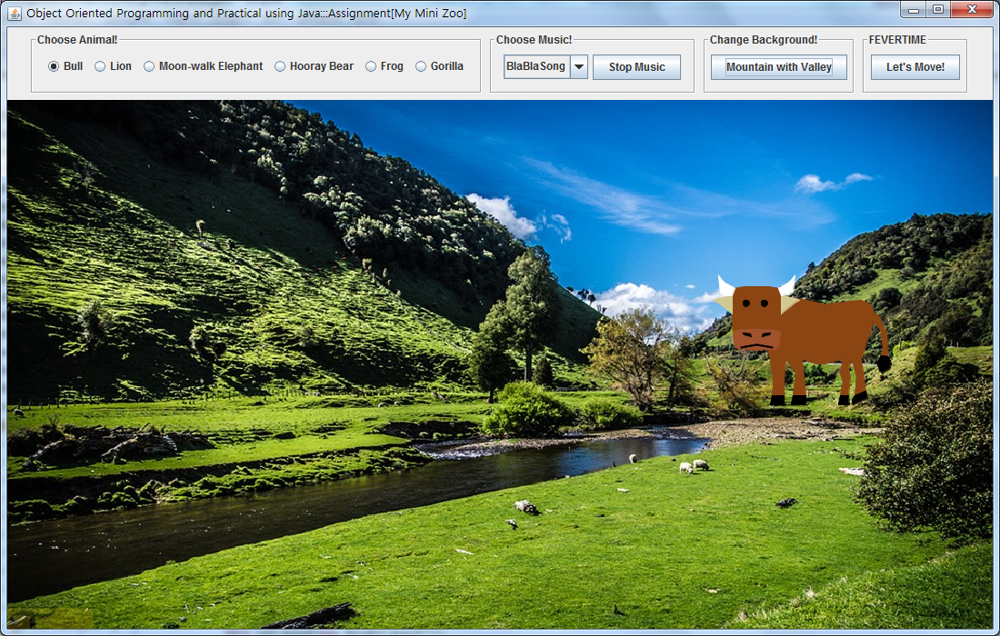 Object Oriented Programming and Practical using Java:::Assignment[My Mini Zoo]
Choose Animal! Choose Music! Change Background! FEVERTIME
Bull Lion Moon-walk Elephant Hooray Bear Frog Gorilla BlaBlaSong Stop Music Mountain with Valley Let's Move!